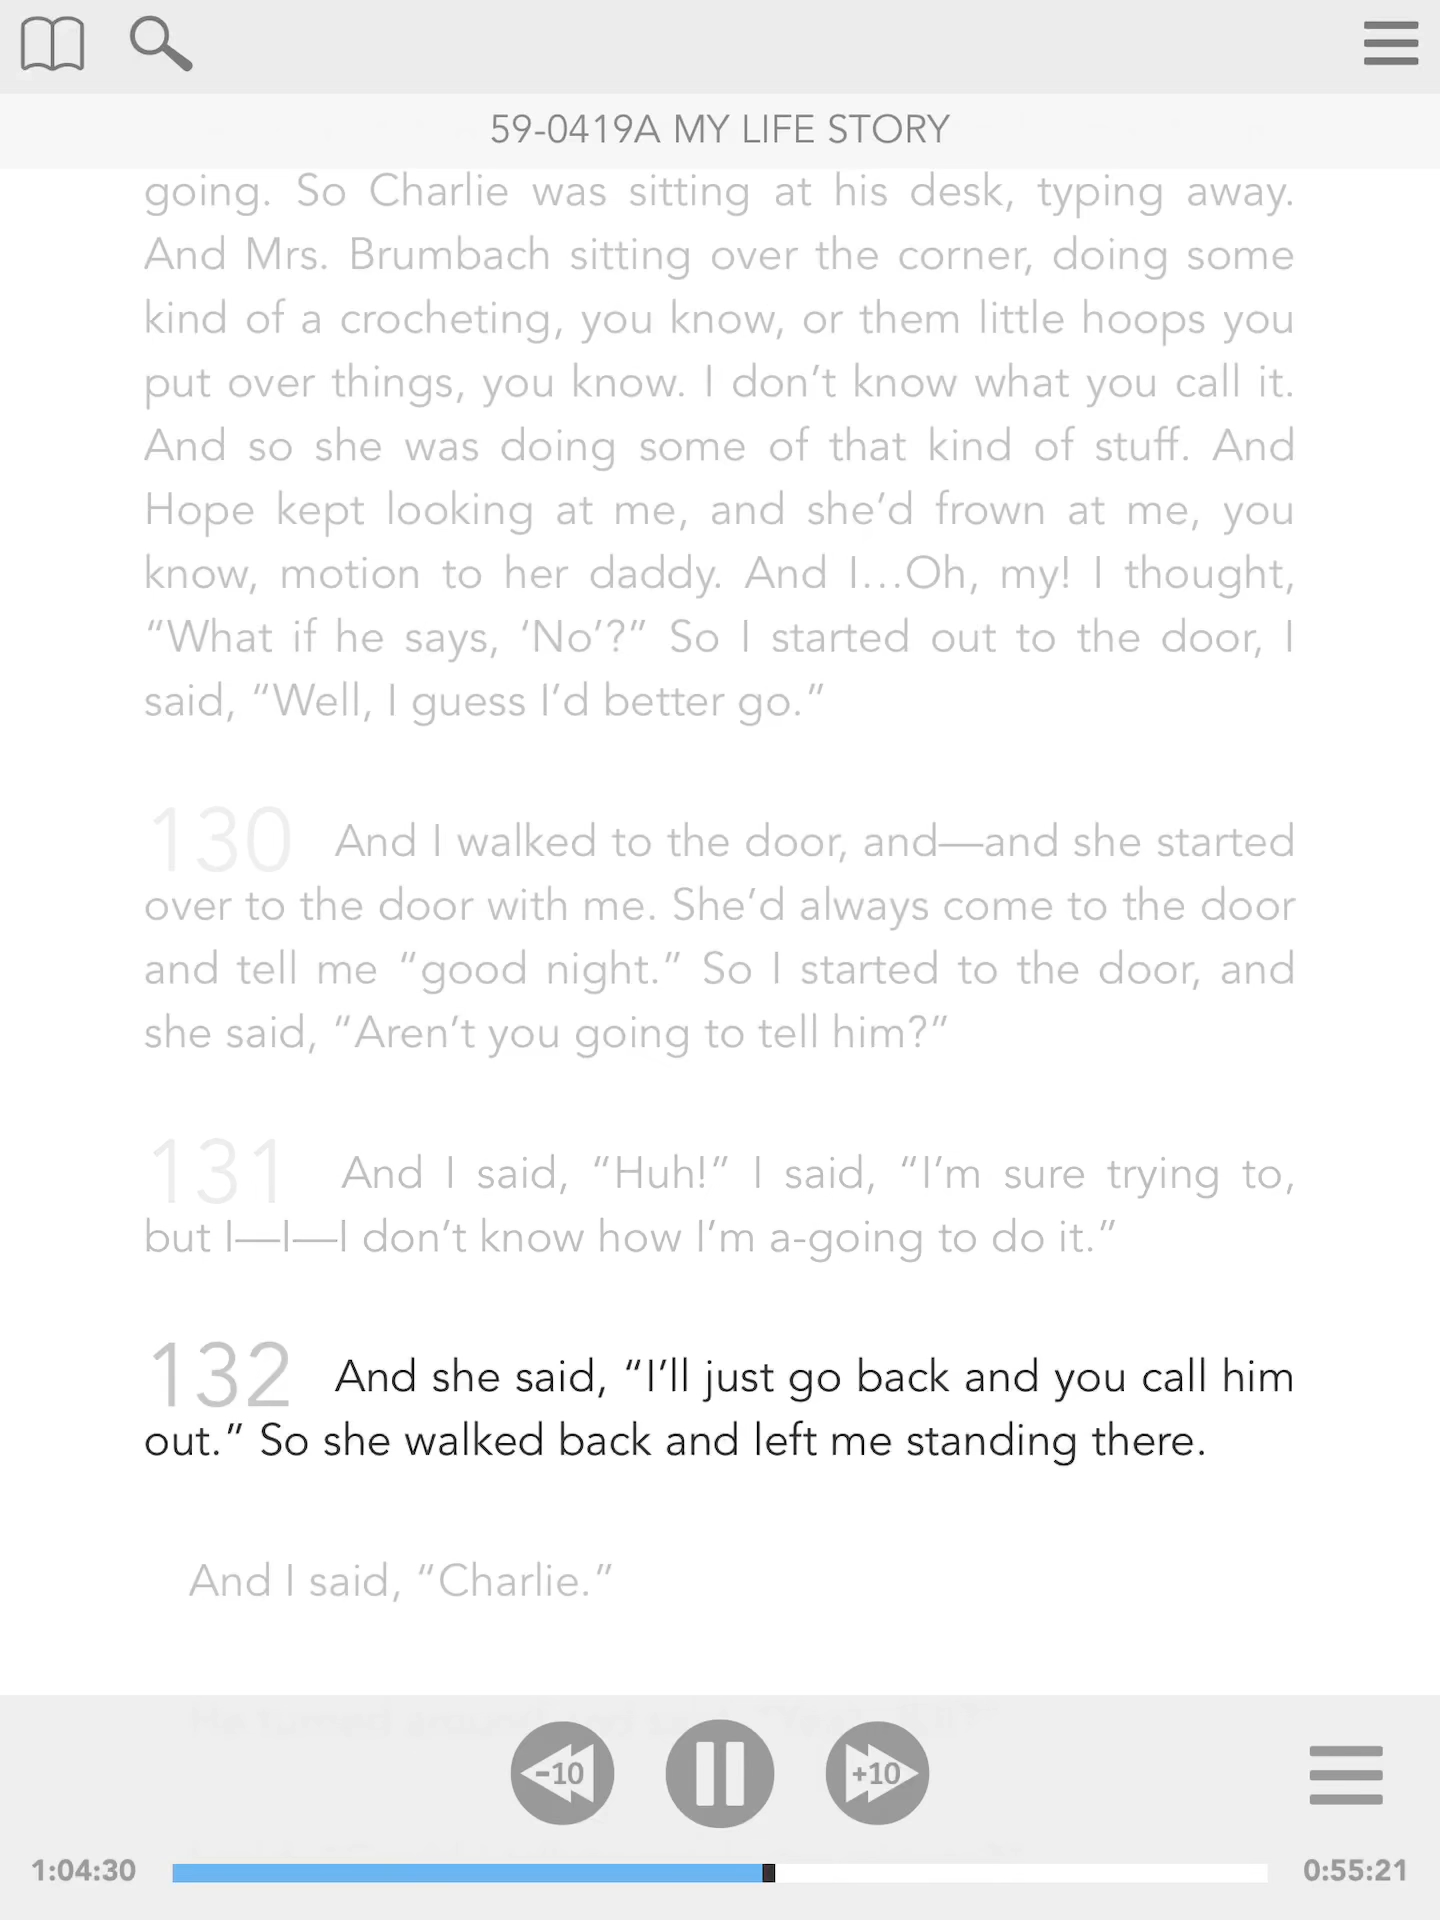 59-0419A MY LIFE STORY
going. So Charlie was sitting at his desk, typing away.
And Mrs. Brumbach sitting over the corner, doing some
kind of a crocheting, you know, or them little hoops you
put over things, you know. I don’t know what you call it.
And so she was doing some of that kind of stuff. And
Hope kept looking at me, and she’d frown at me, you
know, motion to her daddy. And I…Oh, my! I thought,
“What if he says, ‘No’?” So I started out to the door, I
said, “Well, I guess I’d better go.”
130 And I walked to the door, and—and she started
over to the door with me. She’d always come to the door
and tell me “good night.” So I started to the door, and
she said, “Aren’t you going to tell him?”
131 And I said, “Huh!” I said, “I’m sure trying to,
but I—I—I don’t know how I’m a-going to do it.”
132 And she said, “I’ll just go back and you call him
out.” So she walked back and left me standing there.
And I said, “Charlie.”
He turned around and said, “Yeah, Bill?”
-10 +10
1:04:30 0:55:21